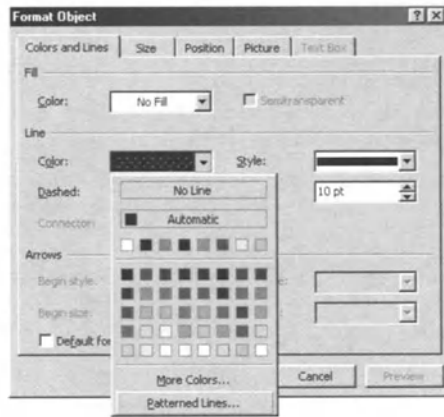 Format Object
Colors and Lines Size Position Picture Text Box
Fill
Color: No Fill Semitransparent
Line
Color: Style:
Dashed: 10 pt
Connector:
No Line
Automatic
More Colors...
Patterned Lines...
Arrows
Begin style:
Begin size:
Default for
Cancel Preview